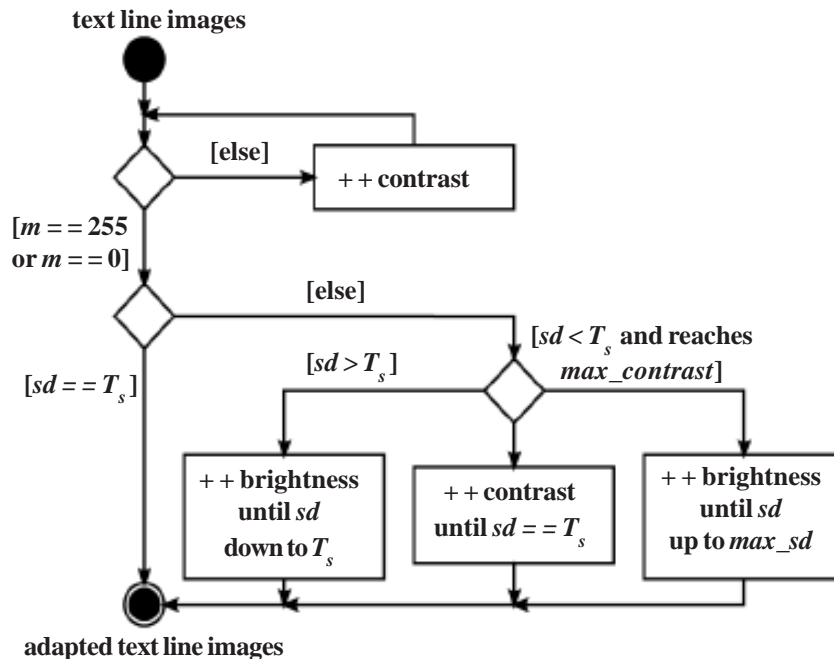 text line images
[else]
++ contrast
[m == 255
or m == 0]
[else]
[sd < Ts and reaches
max_contrast]
[sd > Ts]
[sd == Ts]
++ brightness
until sd
down to Ts
++ contrast
until sd == Ts
++ brightness
until sd
up to max_sd
adapted text line images